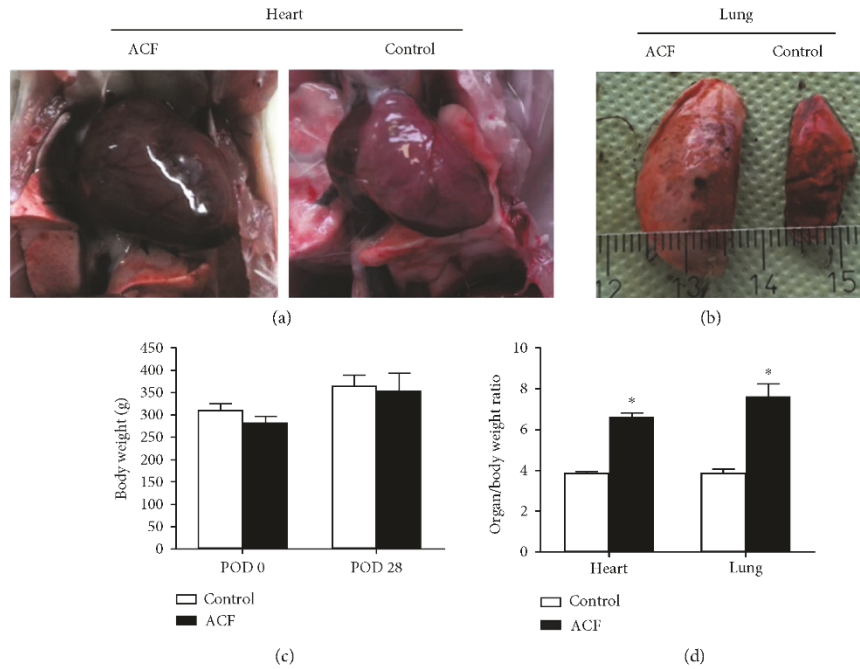 Heart
ACF Control
Lung
ACF Control
12 13 14 15
(a) (b)
450
400
350
300
250
200
150
100
50
0
Body weight (g)
POD 0 POD 28
Control
ACF
(c)
10
8
6
4
2
0
Organ/body weight ratio
* *
Heart Lung
Control
ACF
(d)